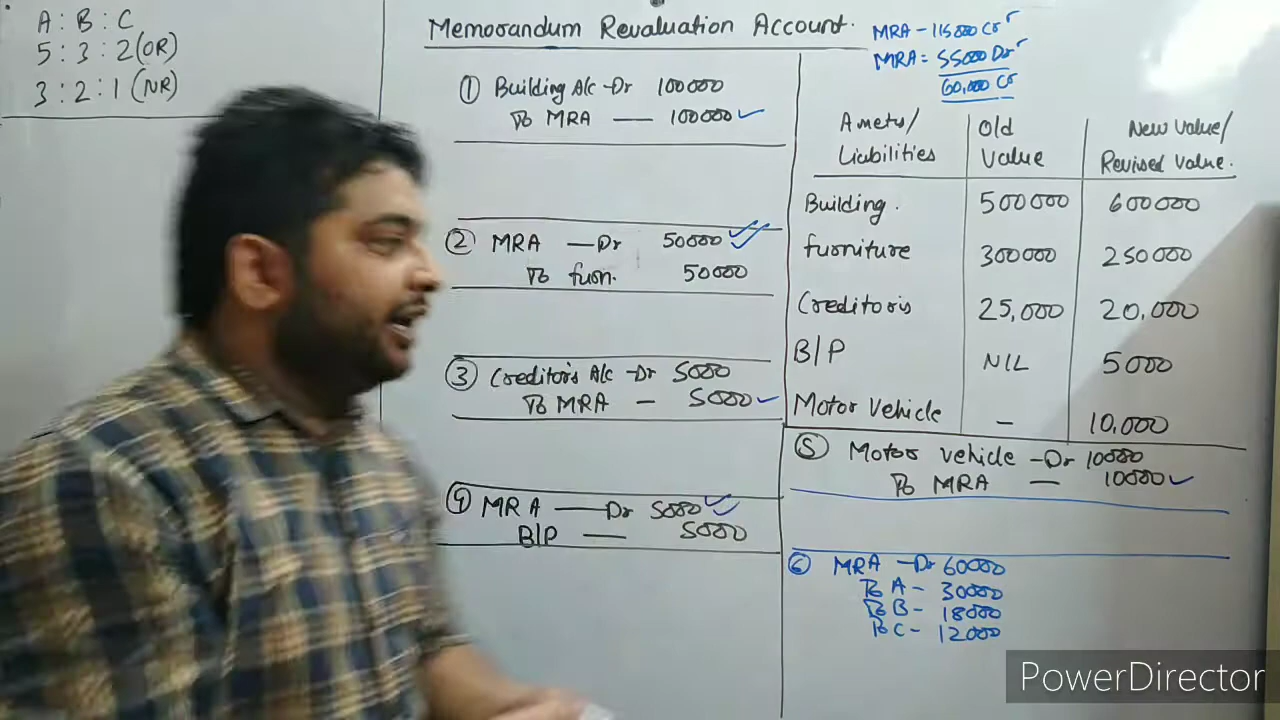 A : B : C
5 : 3 : 2 (OR)
3 : 2 : 1 (NR)
Memorandum Revaluation Account.
① Building A/c -Dr 100000
To MRA — 100000 ✓
② MRA —Dr 50000
To furn. 50000
③ Creditors A/c -Dr 5000
To MRA — 5000 ✓
④ MRA —Dr 5000
B/P — 5000
MRA - 115000 Cr
MRA = 55000 Dr
60,000 Cr
Assets/ Liabilities Old Value New Value/ Revised Value.
Building. 500000 600000
furniture 300000 250000
Creditors 25,000 20,000
B/P NIL 5000
Motor Vehicle - 10,000
⑤ Motor vehicle -Dr 10000
To MRA — 10000 ✓
⑥ MRA -Dr 60000
To A - 30000
To B - 18000
To C - 12000
PowerDirector